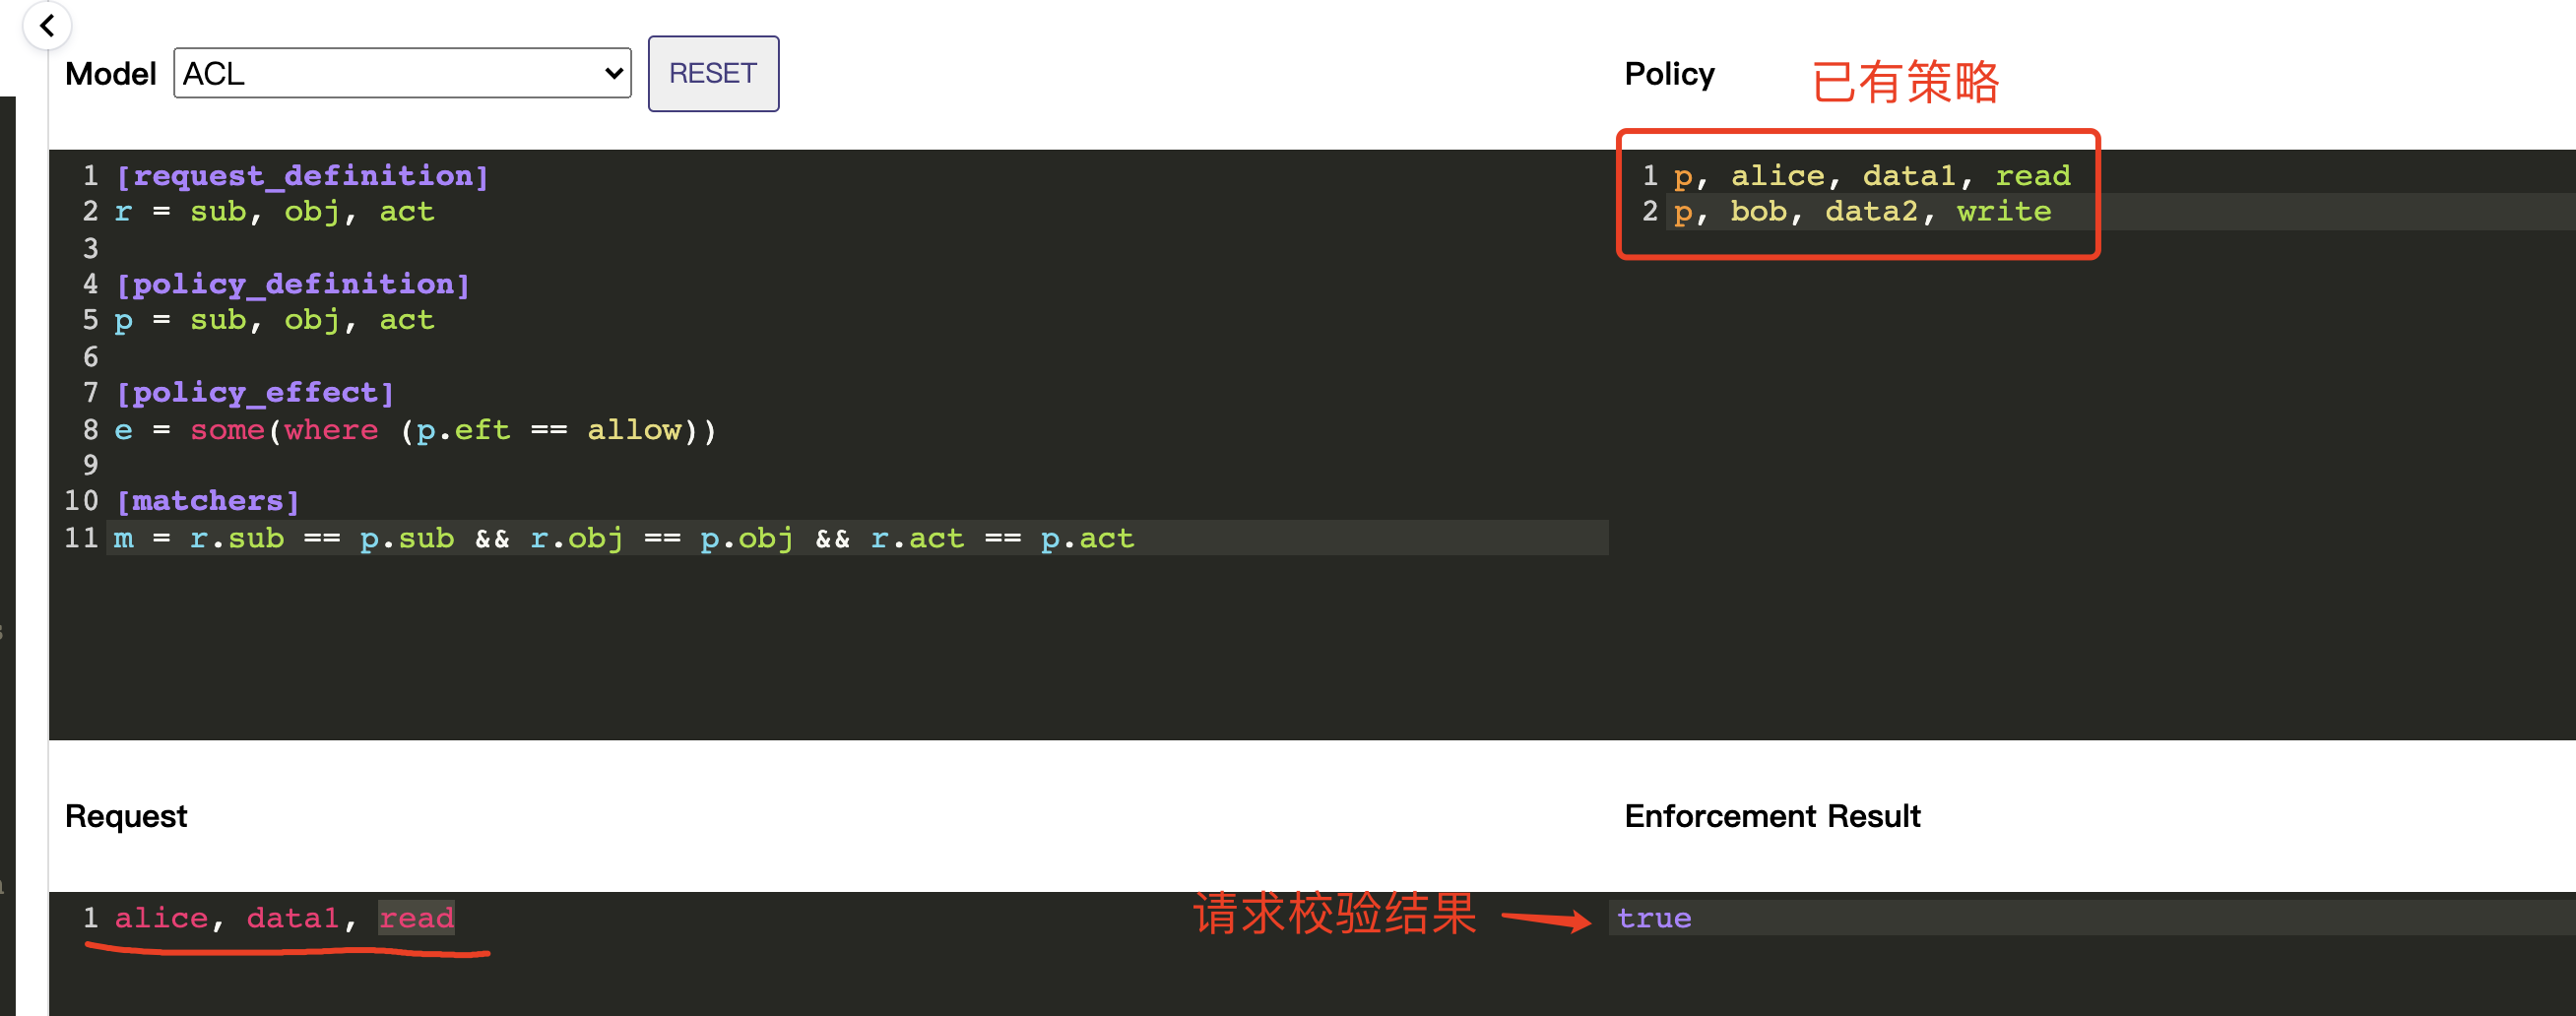 Model ACL RESET
1 [request_definition]
2 r = sub, obj, act
3
4 [policy_definition]
5 p = sub, obj, act
6
7 [policy_effect]
8 e = some(where (p.eft == allow))
9
10 [matchers]
11 m = r.sub == p.sub && r.obj == p.obj && r.act == p.act
Policy 已有策略
1 p, alice, data1, read
2 p, bob, data2, write
Request
1 alice, data1, read
Enforcement Result
请求校验结果
true